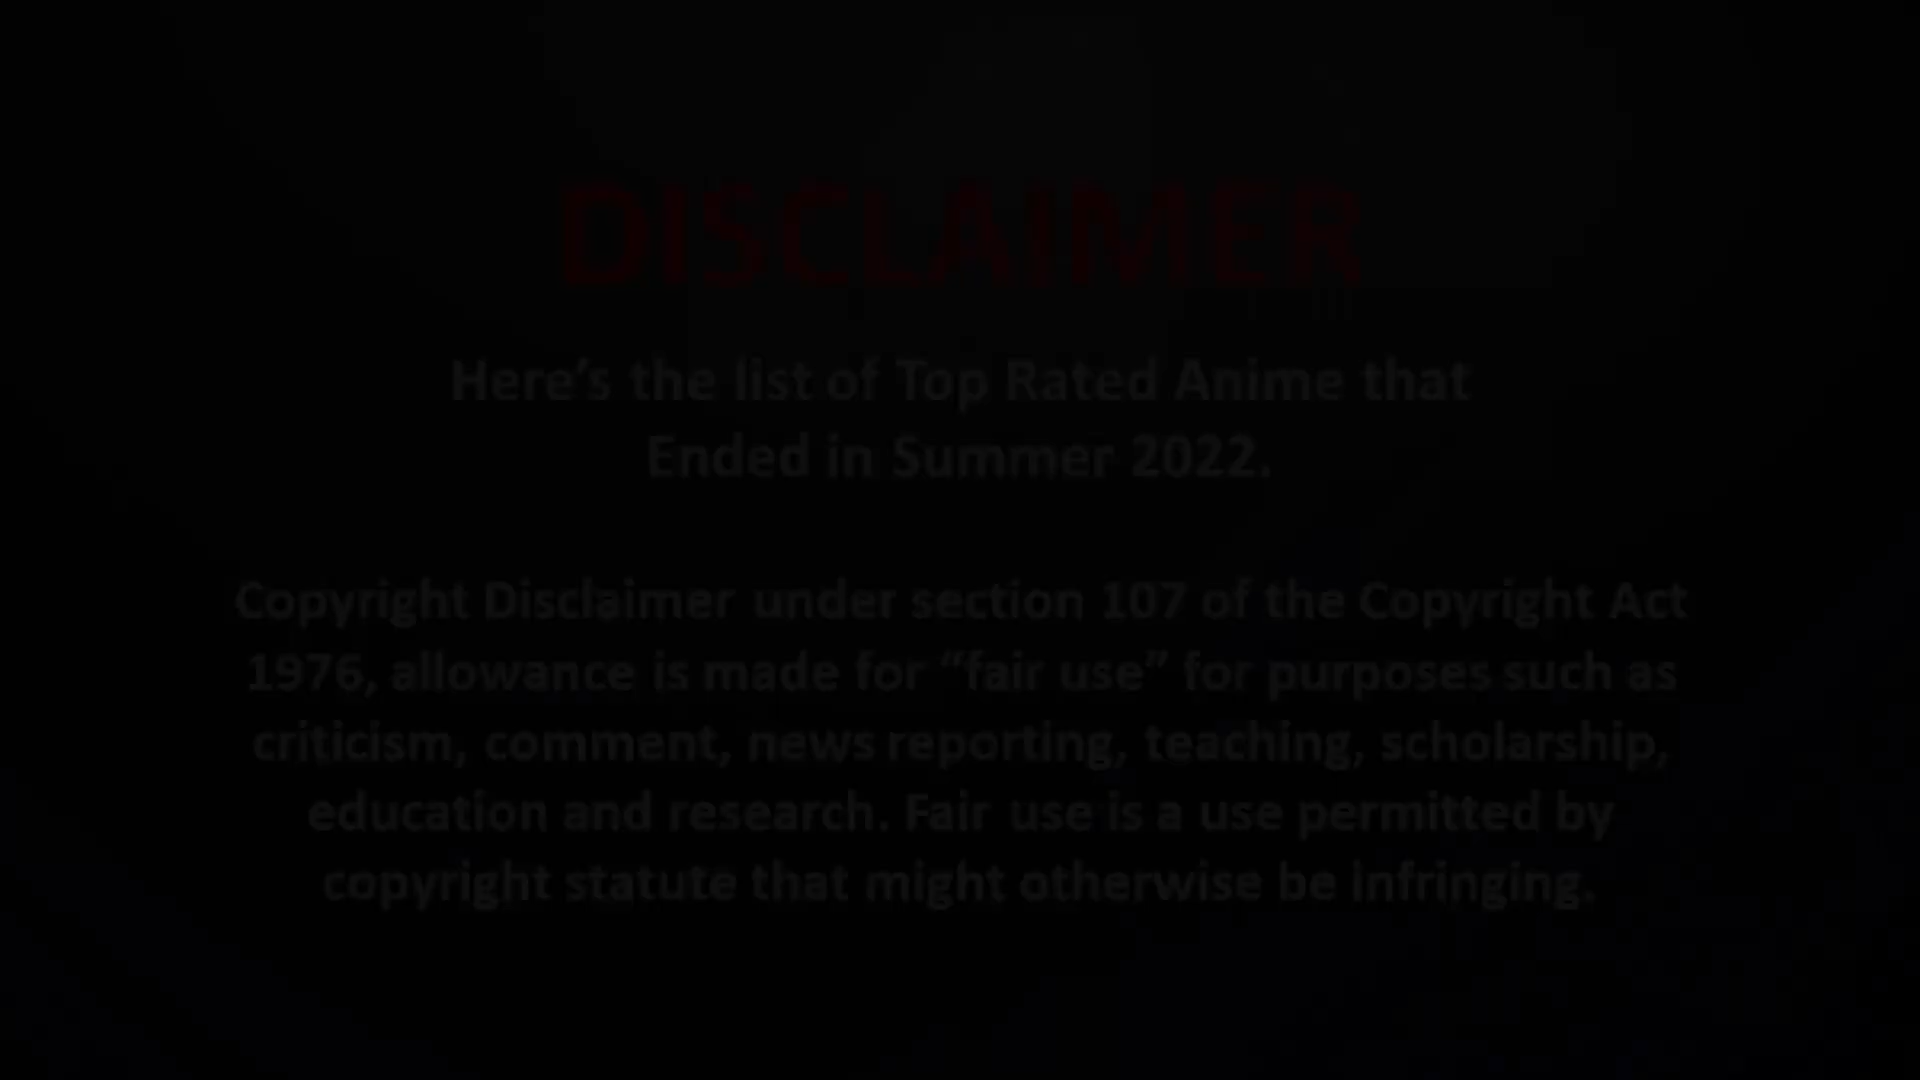 DISCLAIMER
Here’s the list of Top Rated Anime that
Ended in Summer 2022.
Copyright Disclaimer under section 107 of the Copyright Act
1976, allowance is made for “fair use” for purposes such as
criticism, comment, news reporting, teaching, scholarship,
education and research. Fair use is a use permitted by
copyright statute that might otherwise be infringing.